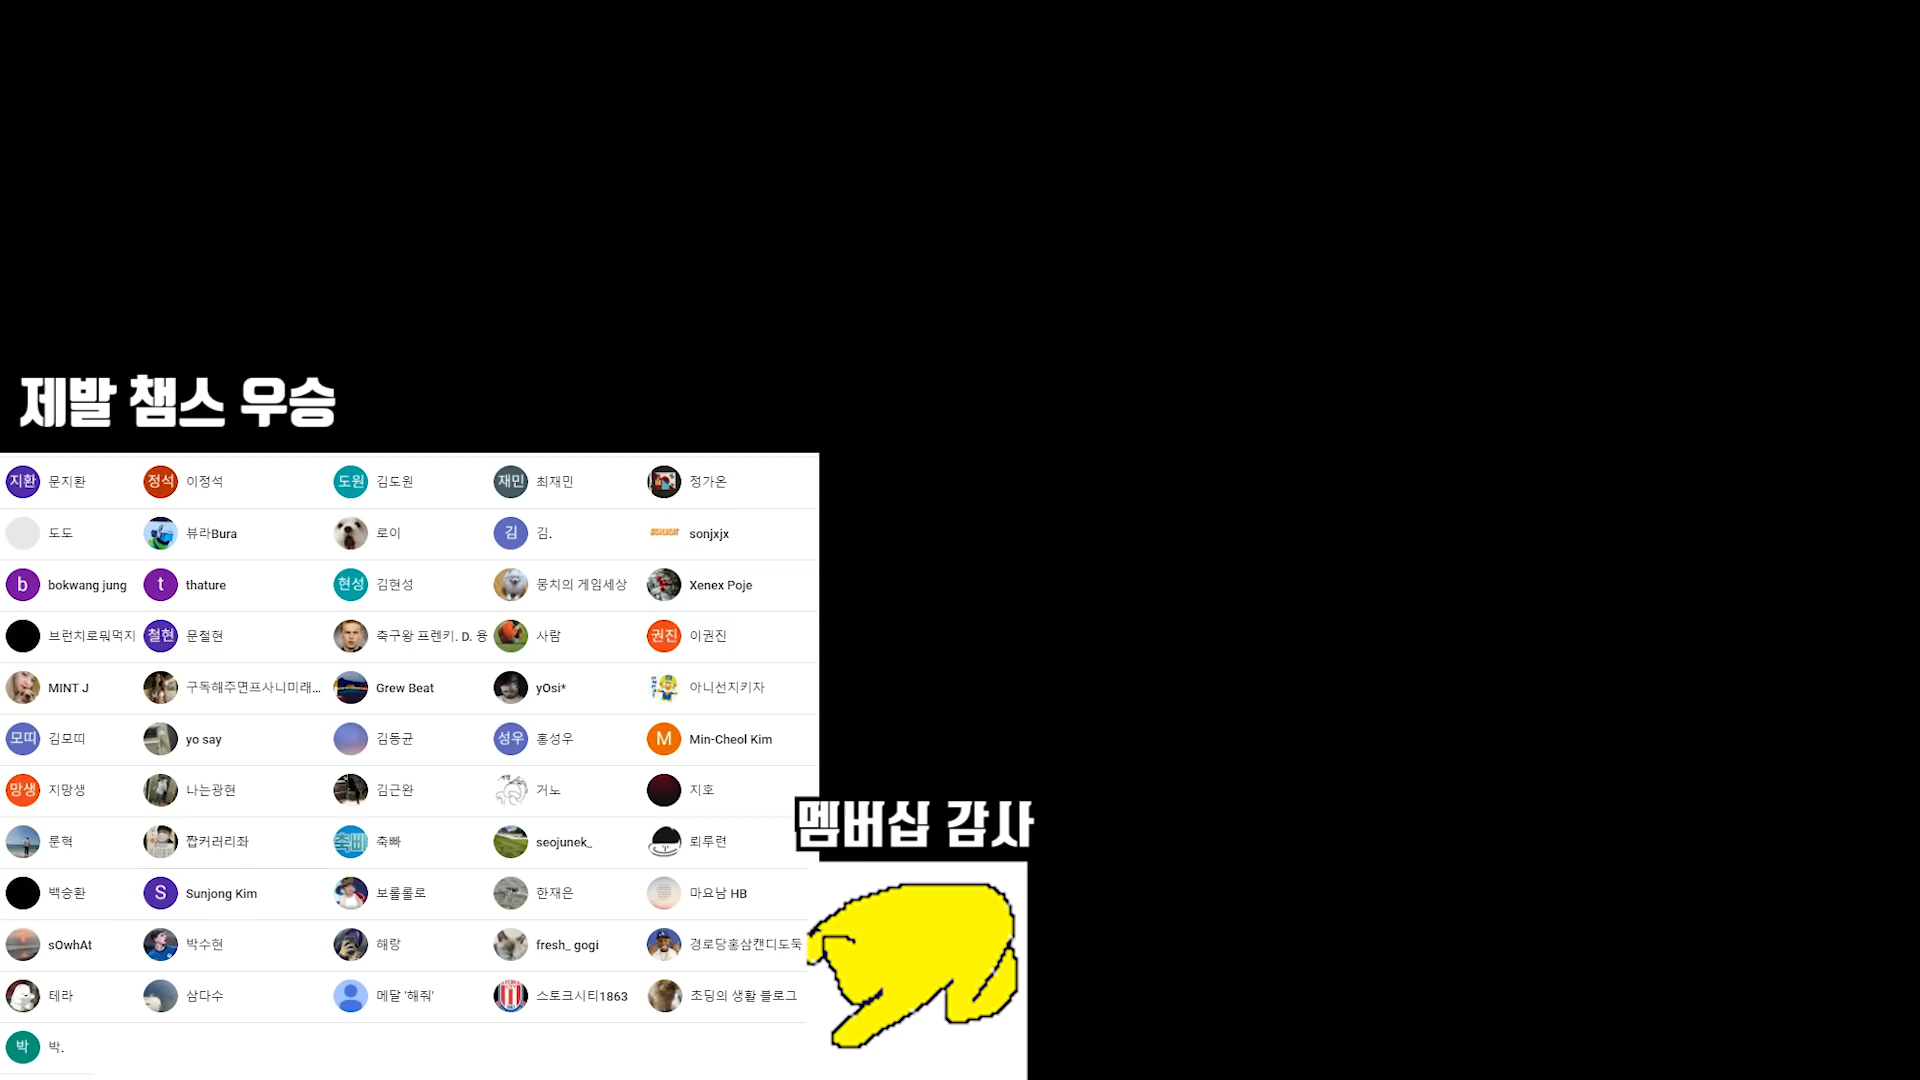 제발 챔스 우승
지환 문지환 정석 이정석 도원 김도원 재민 최재민 정가온
도도 뷰라Bura 로이 김 김. sonjxjx
b bokwang jung t thature 현성 김현성 뭉치의 게임세상 Xenex Poje
브런치로뭐먹지 철현 문철현 축구왕 프렌키. D. 용 사람 권진 이권진
MINT J 구독해주면프사니미래... Grew Beat yOsi* 아니선지키자
모띠 김모띠 yo say 김동균 성우 홍성우 M Min-Cheol Kim
망생 지망생 나는광현 김근완 거노 지호
룬혁 짭커러리좌 축빠 축빠 seojunek_ 뢰루런
백승환 S Sunjong Kim 보롤롤로 한재은 마요남 HB
sOwhAt 박수현 해랑 fresh_ gogi 경로당홍삼캔디도둑
테라 삼다수 메달 '해줘' 스토크시티1863 초딩의 생활 블로그
박 박.
멤버십 감사